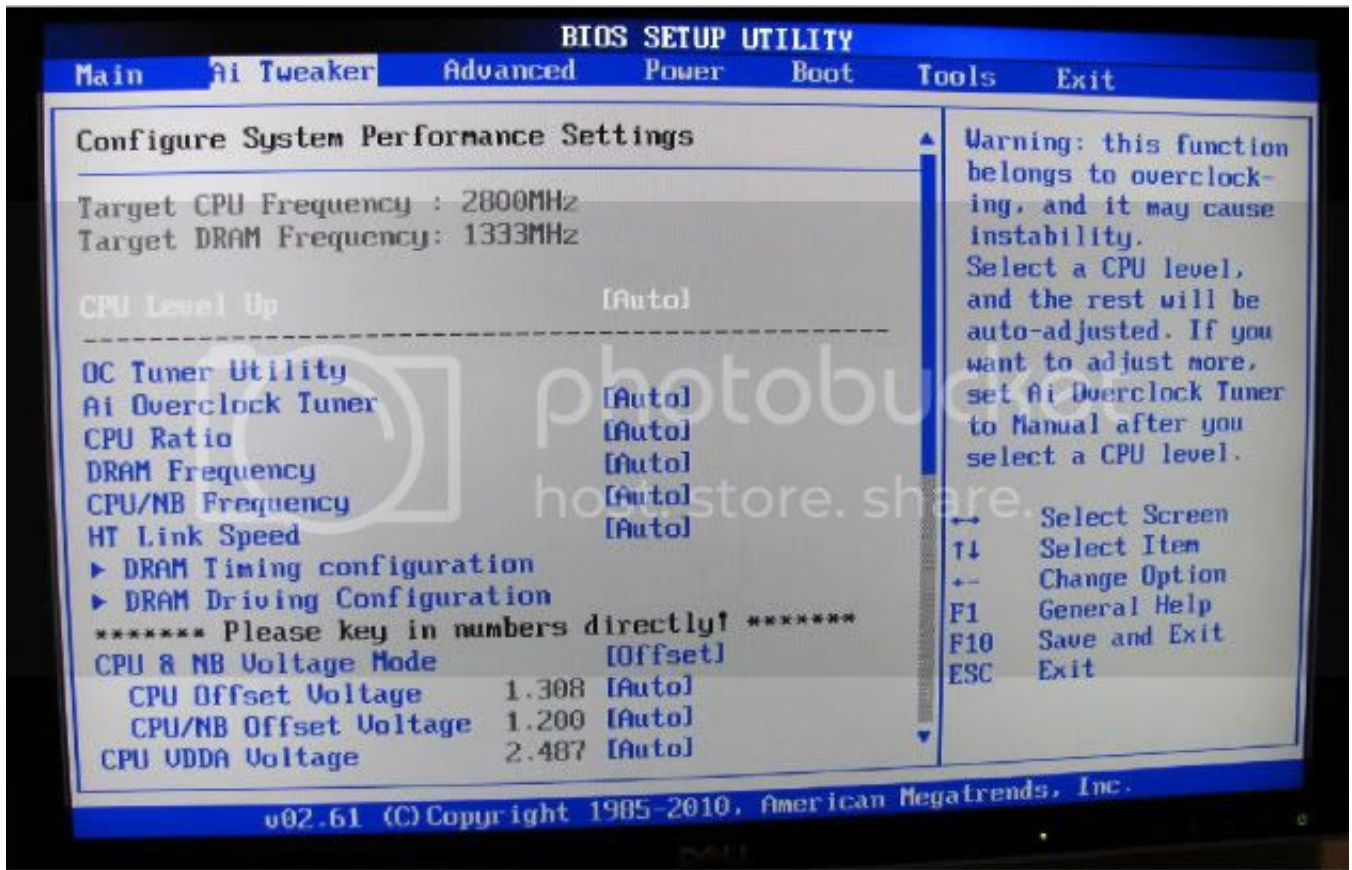 BIOS SETUP UTILITY
Main Ai Tweaker Advanced Power Boot Tools Exit
Configure System Performance Settings
Target CPU Frequency : 2800MHz
Target DRAM Frequency: 1333MHz
CPU Level Up [Auto]
------------------------------------------------
OC Tuner Utility
Ai Overclock Tuner [Auto]
CPU Ratio [Auto]
DRAM Frequency [Auto]
CPU/NB Frequency [Auto]
HT Link Speed [Auto]
▶ DRAM Timing configuration
▶ DRAM Driving Configuration
******* Please key in numbers directly! *******
CPU & NB Voltage Mode [Offset]
CPU Offset Voltage 1.308 [Auto]
CPU/NB Offset Voltage 1.200 [Auto]
CPU VDDA Voltage 2.487 [Auto]
Warning: this function
belongs to overclock-
ing, and it may cause
instability.
Select a CPU level,
and the rest will be
auto-adjusted. If you
want to adjust more,
set Ai Overclock Tuner
to Manual after you
select a CPU level.
←→ Select Screen
↑↓ Select Item
+- Change Option
F1 General Help
F10 Save and Exit
ESC Exit
v02.61 (C)Copyright 1985-2010, American Megatrends, Inc.
DELL
photobucket
host. store. share.